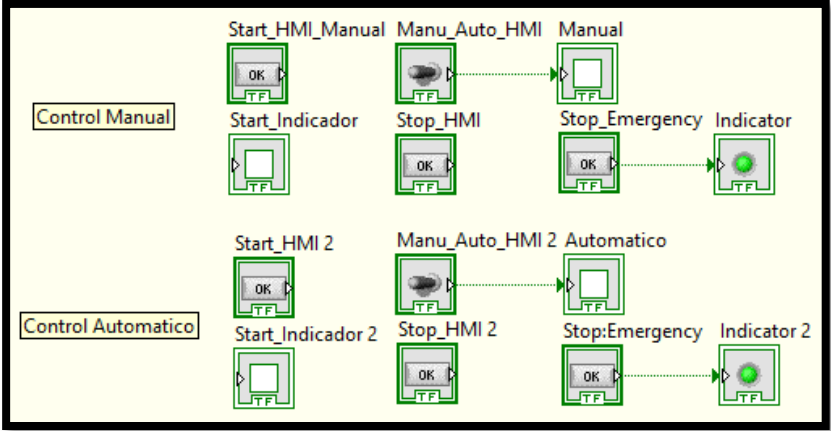 Start_HMI_Manual Manu_Auto_HMI Manual
OK
TF TF TF
Control Manual
Start_Indicador Stop_HMI Stop_Emergency Indicator
OK OK
TF TF TF TF
Start_HMI 2 Manu_Auto_HMI 2 Automatico
OK
TF TF TF
Control Automatico
Start_Indicador 2 Stop_HMI 2 Stop:Emergency Indicator 2
OK OK
TF TF TF TF